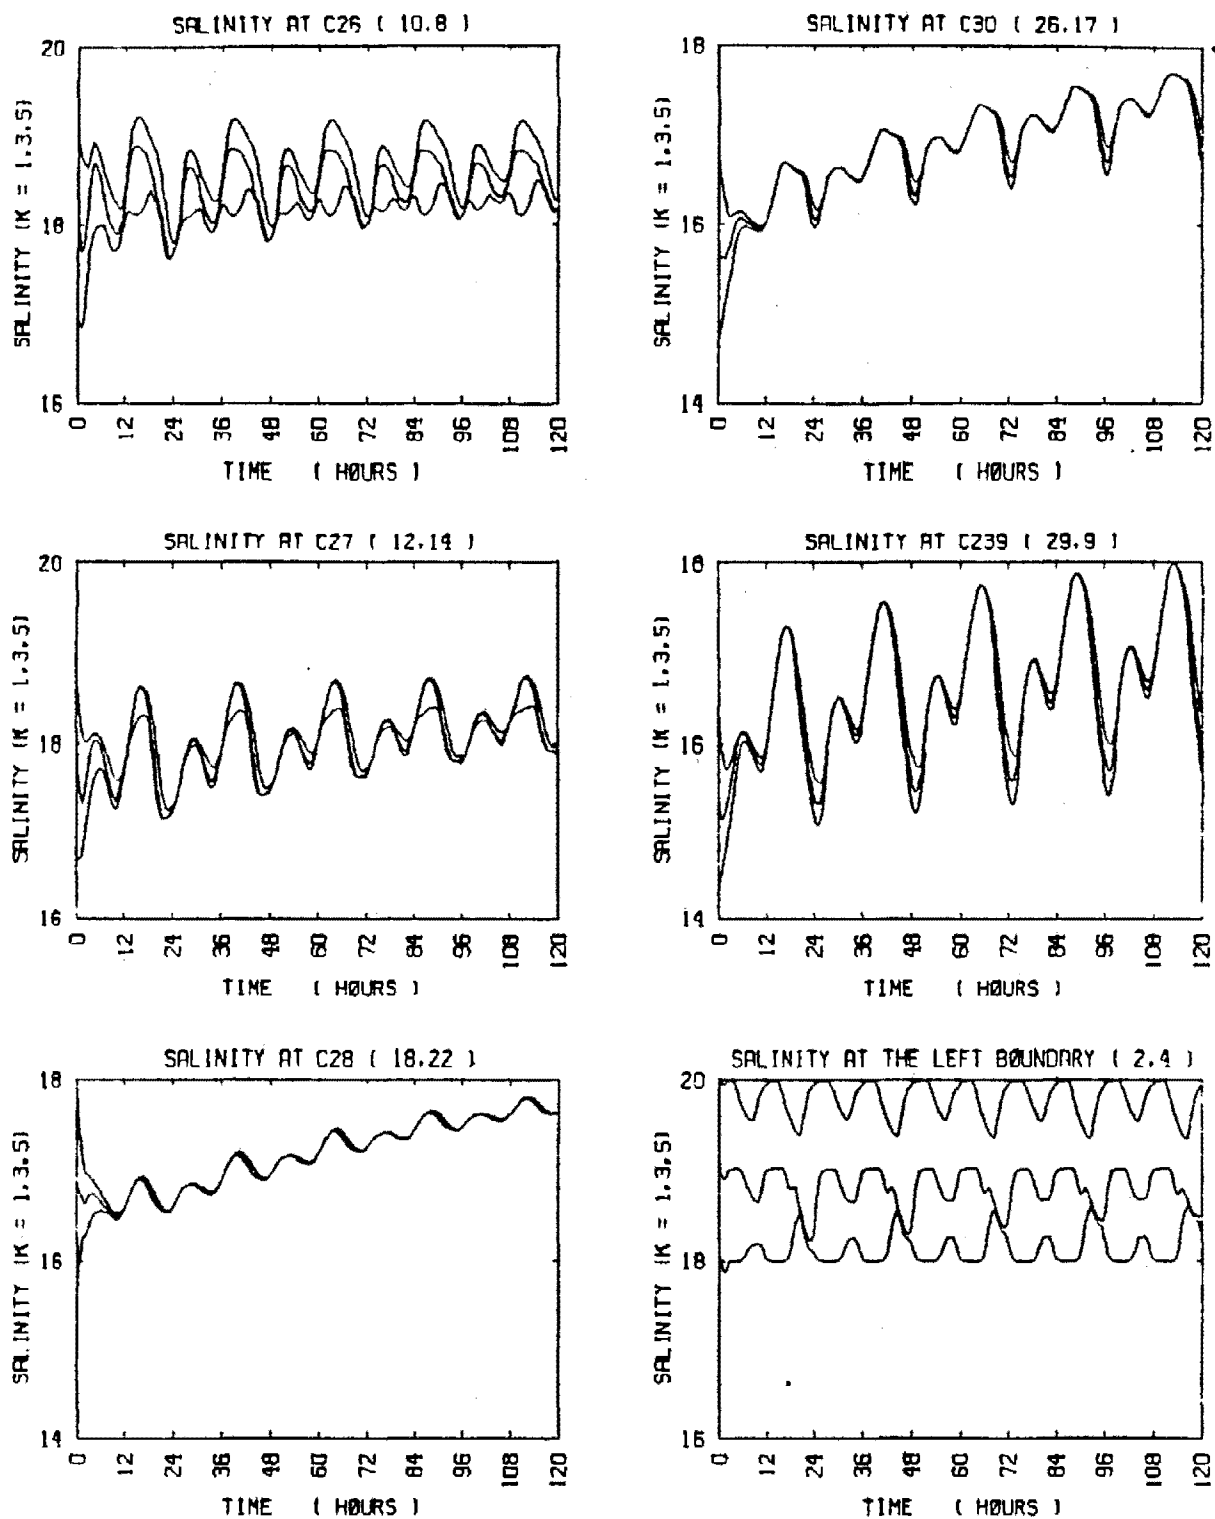 SALINITY AT C26 ( 10.8 )
SALINITY (K = 1.3.5)
20
18
16
0 12 24 36 48 60 72 84 96 108 120
TIME ( HØURS )
SALINITY AT C30 ( 26.17 )
SALINITY (K = 1.3.5)
18
16
14
0 12 24 36 48 60 72 84 96 108 120
TIME ( HØURS )
SALINITY AT C27 ( 12.14 )
SALINITY (K = 1.3.5)
20
18
16
0 12 24 36 48 60 72 84 96 108 120
TIME ( HØURS )
SALINITY AT C239 ( 29.9 )
SALINITY (K = 1.3.5)
18
16
14
0 12 24 36 48 60 72 84 96 108 120
TIME ( HØURS )
SALINITY AT C28 ( 18.22 )
SALINITY (K = 1.3.5)
18
16
14
0 12 24 36 48 60 72 84 96 108 120
TIME ( HØURS )
SALINITY AT THE LEFT BØUNDARY ( 2.4 )
SALINITY (K = 1.3.5)
20
18
16
0 12 24 36 48 60 72 84 96 108 120
TIME ( HØURS )